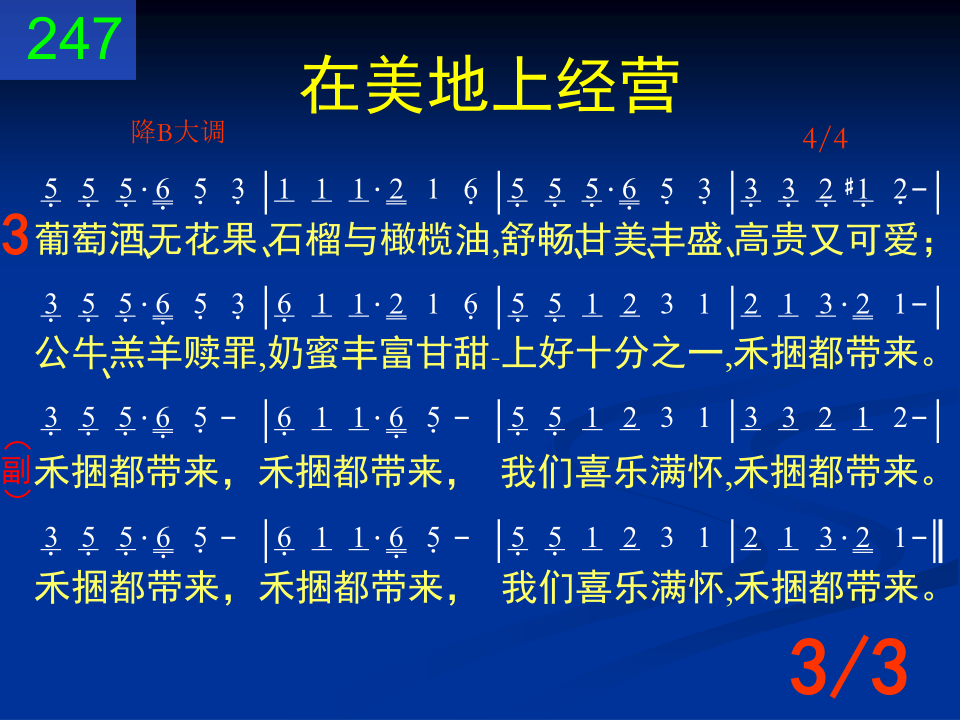 247
在美地上经营
降B大调
4/4
5 5 5·6 5 3 | 1 1 1·2 1 6 | 5 5 5·6 5 3 | 3 3 2 #1 2- |
3 葡萄酒、无花果、石榴与橄榄油,舒畅、甘美、丰盛、高贵又可爱；
3 5 5·6 5 3 | 6 1 1·2 1 6 | 5 5 1 2 3 1 | 2 1 3·2 1- |
公牛、羔羊赎罪,奶蜜丰富甘甜-上好十分之一,禾捆都带来。
3 5 5·6 5 - | 6 1 1·6 5 - | 5 5 1 2 3 1 | 3 3 2 1 2- |
（副） 禾捆都带来，禾捆都带来， 我们喜乐满怀,禾捆都带来。
3 5 5·6 5 - | 6 1 1·6 5 - | 5 5 1 2 3 1 | 2 1 3·2 1- ||
禾捆都带来，禾捆都带来， 我们喜乐满怀,禾捆都带来。
3/3